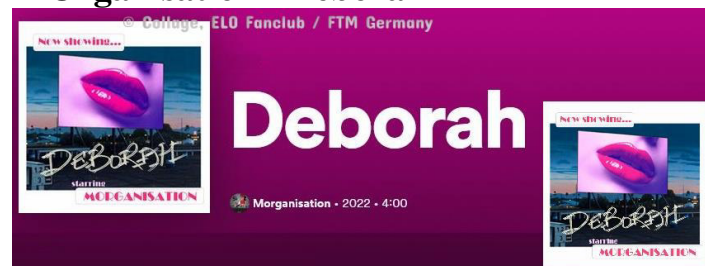 © Collage, ELO Fanclub / FTM Germany
Now showing...
DEBORAH
starring
MORGANISATION
Deborah
Morganisation • 2022 • 4:00
Now showing...
DEBORAH
starring
MORGANISATION